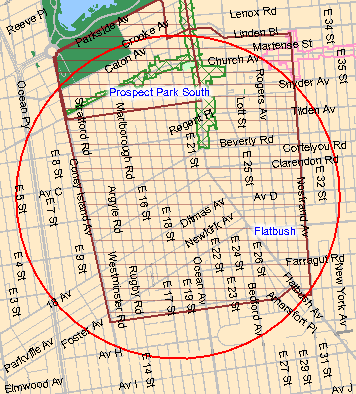 Reeve Pl
Parkside Av
Crooke Av
Lenox Rd
Linden Bl
Martense St
E 34 St
E 35 St
Caton Av
Church Av
Rogers Av
Snyder Av
Ocean Py
Prospect Park South
Tilden Av
Stratford Rd
Marlborough Rd
Regent Pl
Lott St
E 21 St
Beverly Rd
Cortelyou Rd
Clarendon Rd
E 8 St
Coney Island Av
E 25 St
E 32 St
E 5 St
Av C
E 7 St
Argyle Rd
E 16 St
E 18 St
Av D
Nostrand Av
Ditmas Av
Newkirk Av
Flatbush
E 4 St
E 9 St
E 22 St
E 24 St
E 26 St
Farragut Rd
E 3 St
Westminster Rd
Rugby Rd
E 17 St
E 19 St
Ocean Av
E 23 St
Bedford Av
Flatbush Av
Amersfort Pl
New York Av
18 Av
Foster Av
Parkville Av
Av H
E 14 St
E 27 St
E 29 St
E 31 St
Elmwood Av
Av I
Av J